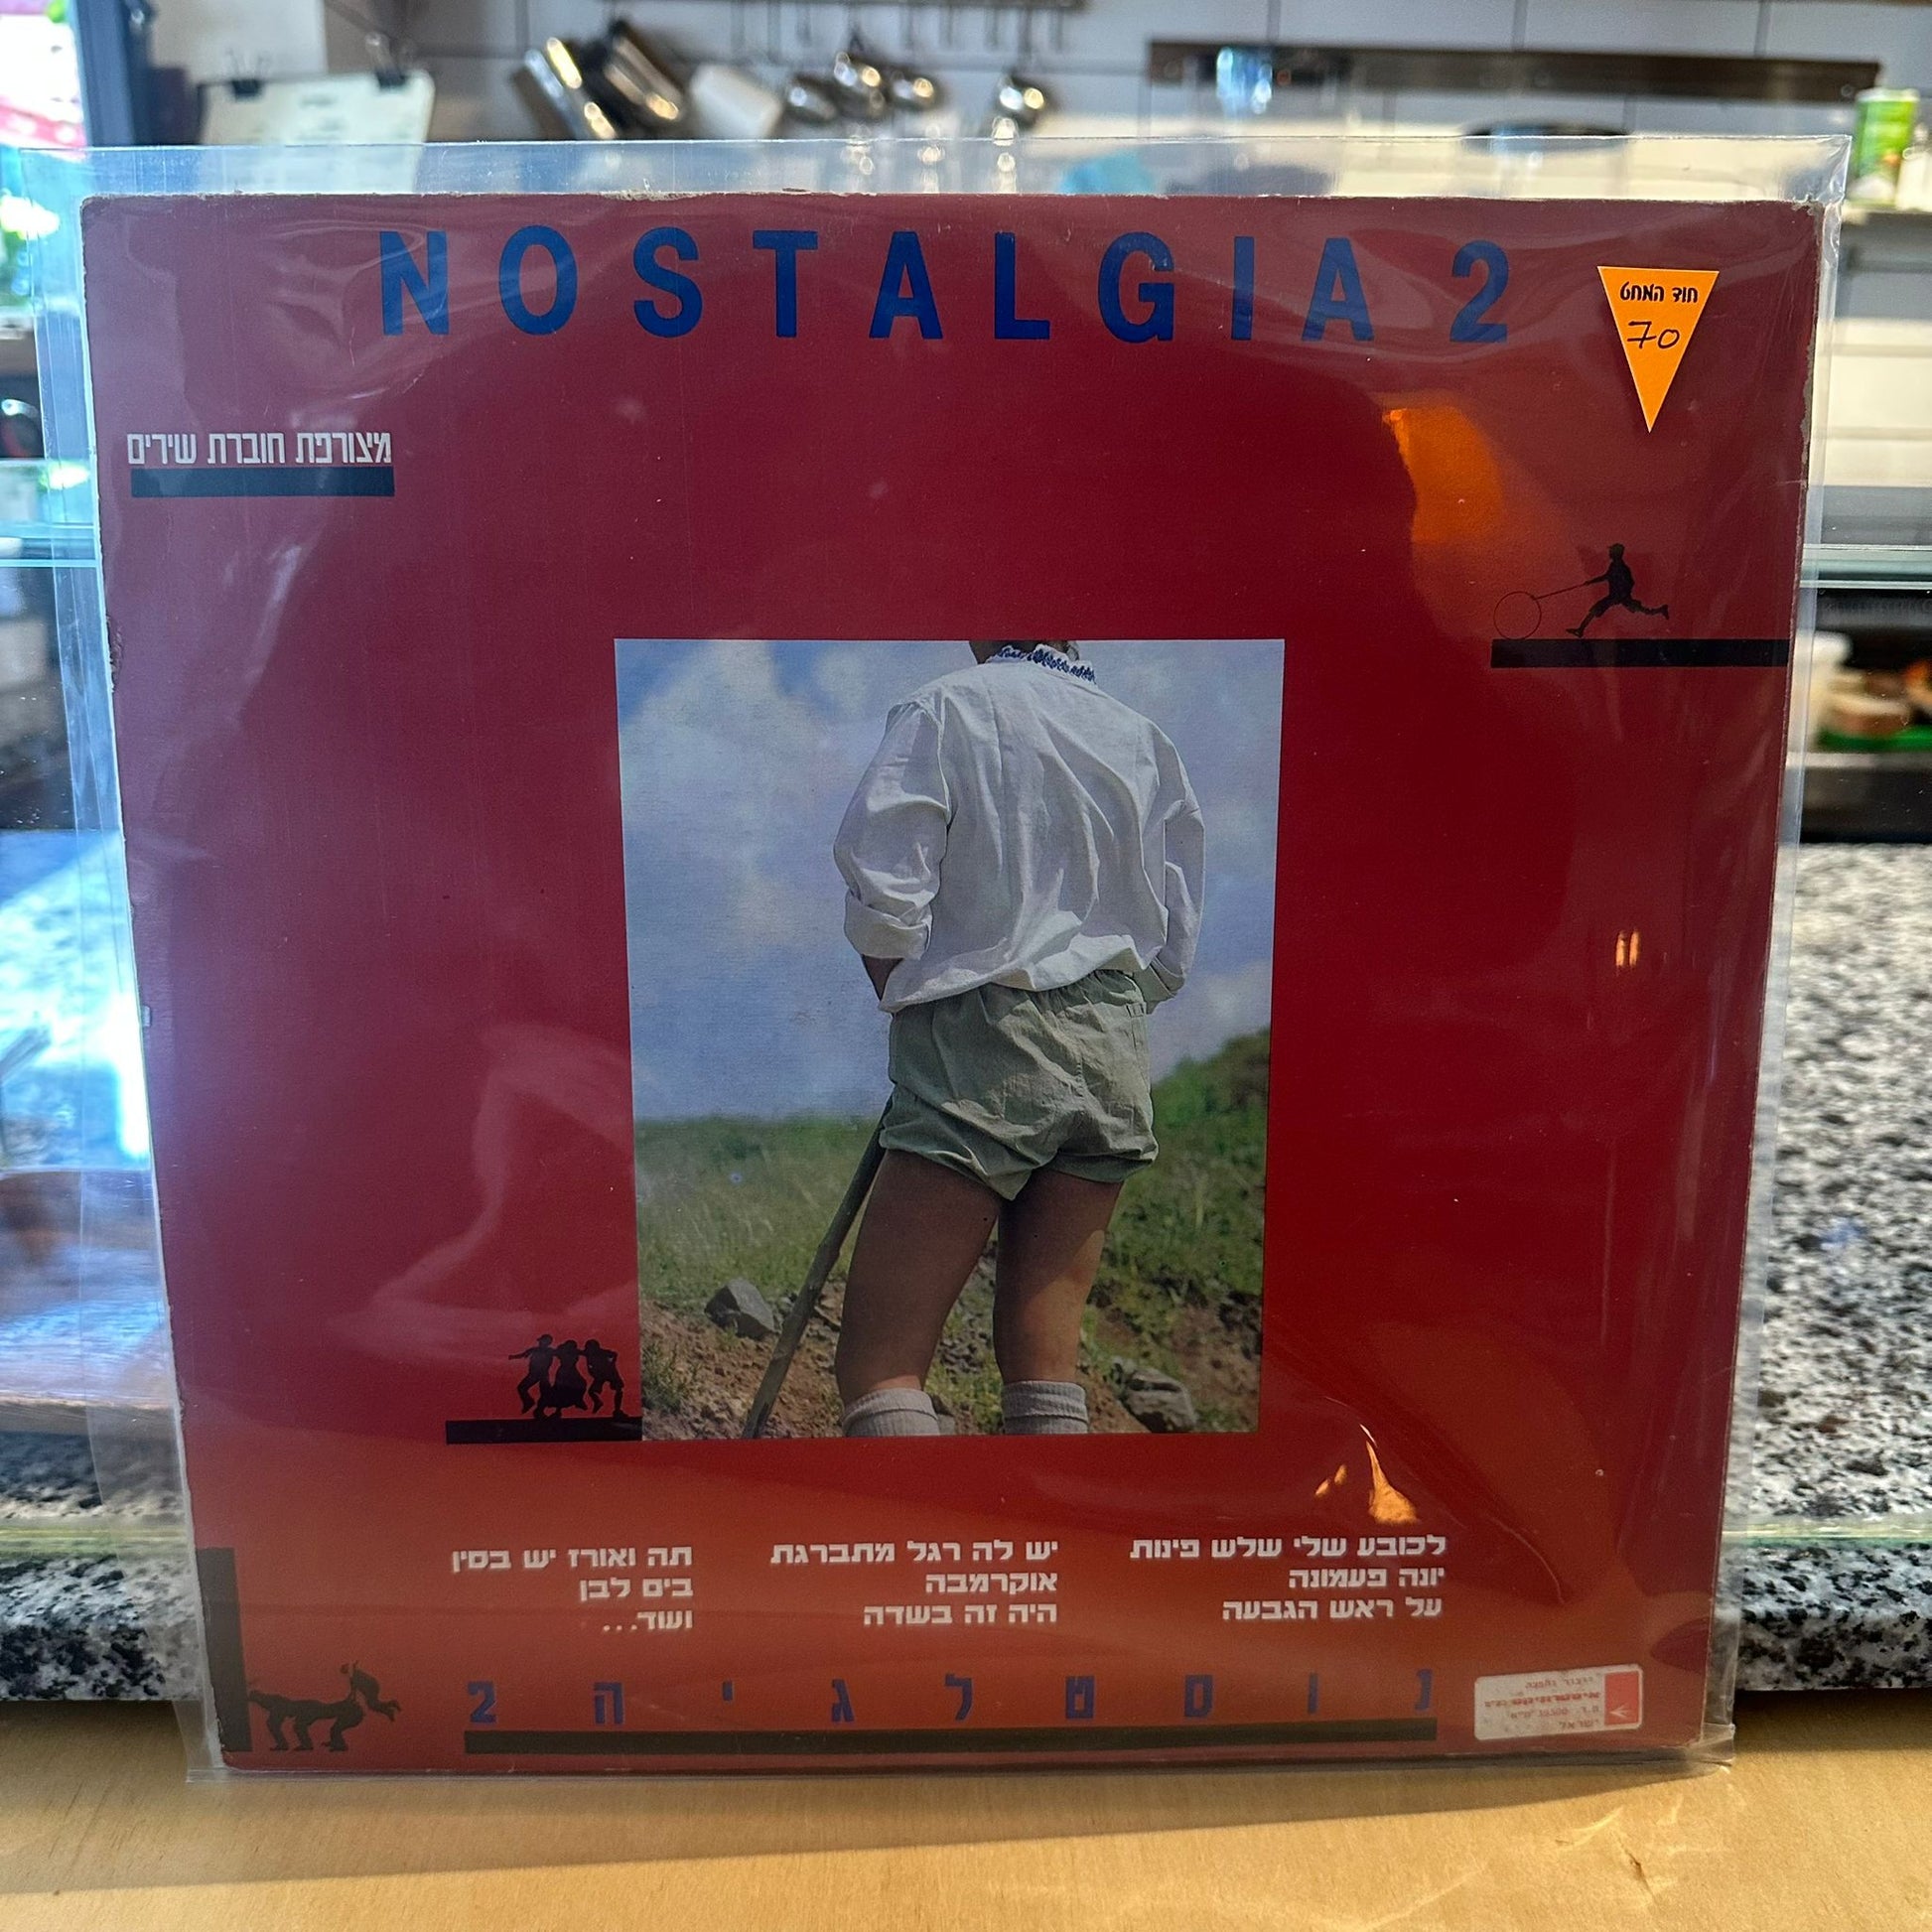 NOSTALGIA 2
חוד המחט
70
מצורפת חוברת שירים
לכובע שלי שלש פינות
יונה פעמונה
על ראש הגבעה
יש לה רגל מתברגת
אוקרמבה
היה זה בשדה
תה ואורז יש בסין
בים לבן
ועוד...
נוסטלגיה 2
ישראל